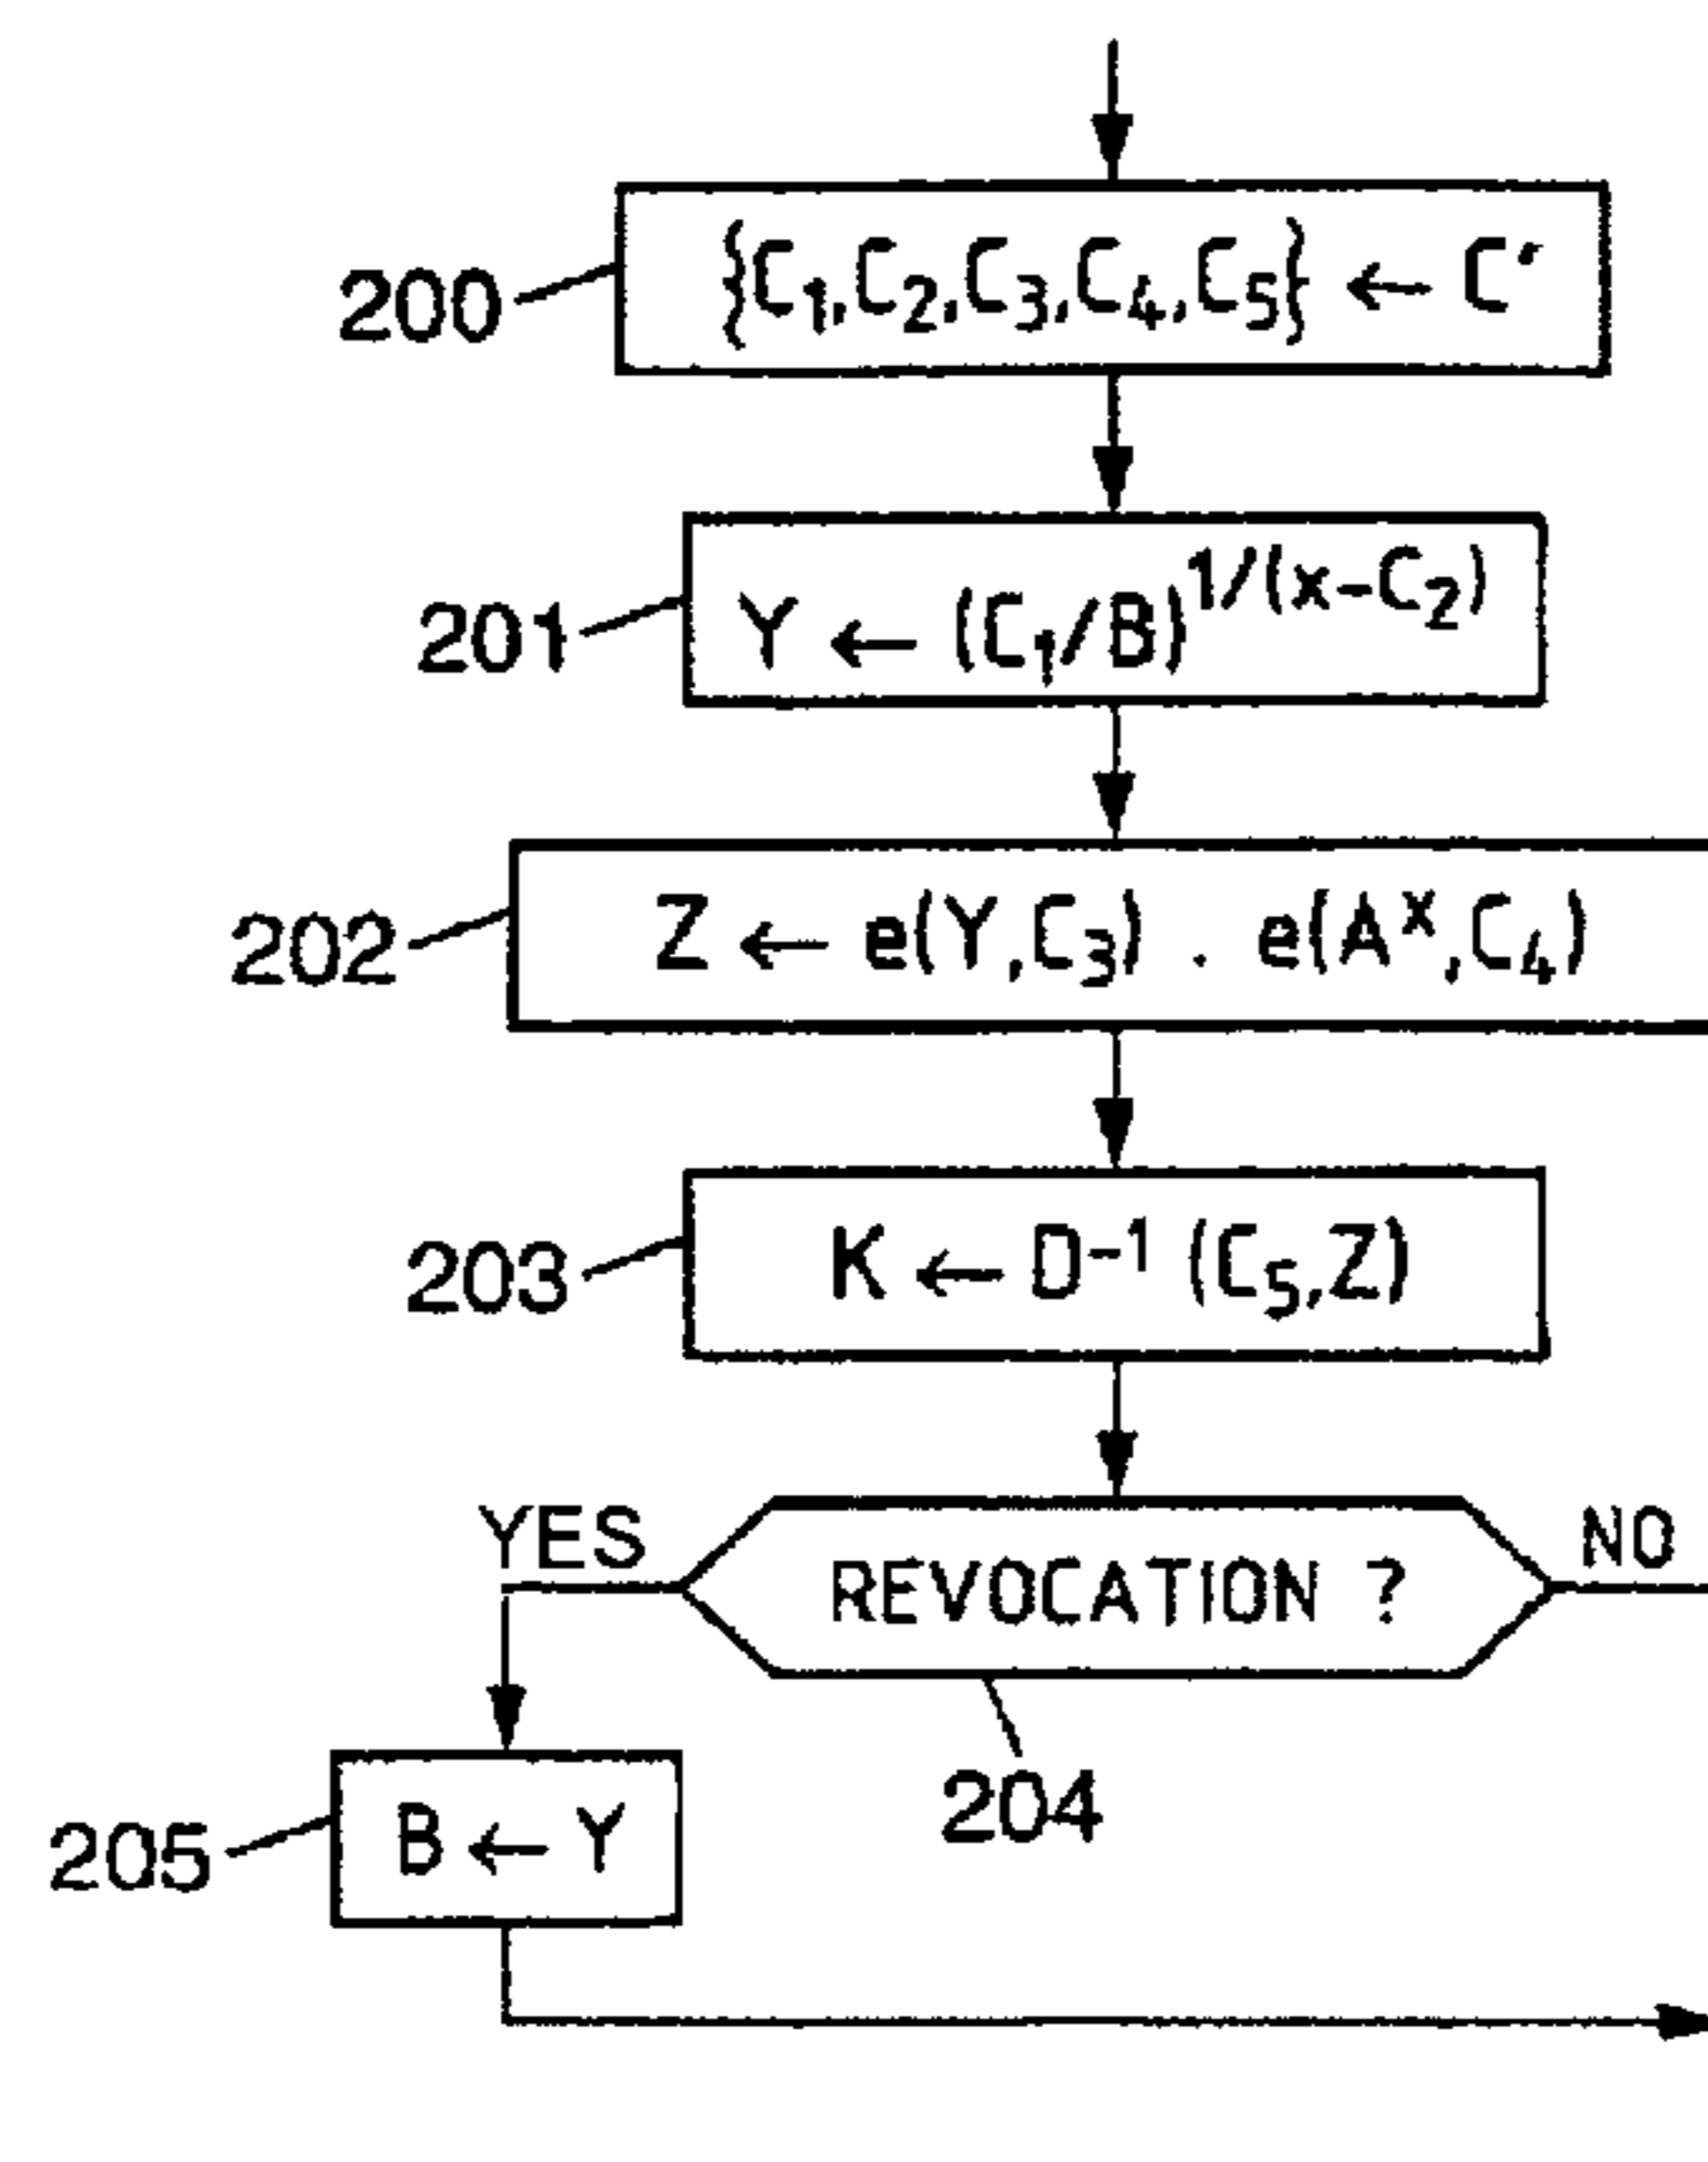 200 {C₁,C₂,C₃,C₄,C₅} ← C'
201 Y ← (C₁/B)^1/(x-C₂)
202 Z ← e(Y,C₃) . e(Aˣ,C₄)
203 K ← D⁻¹ (C₅,Z)
YES REVOCATION ? NO
204
205 B ← Y